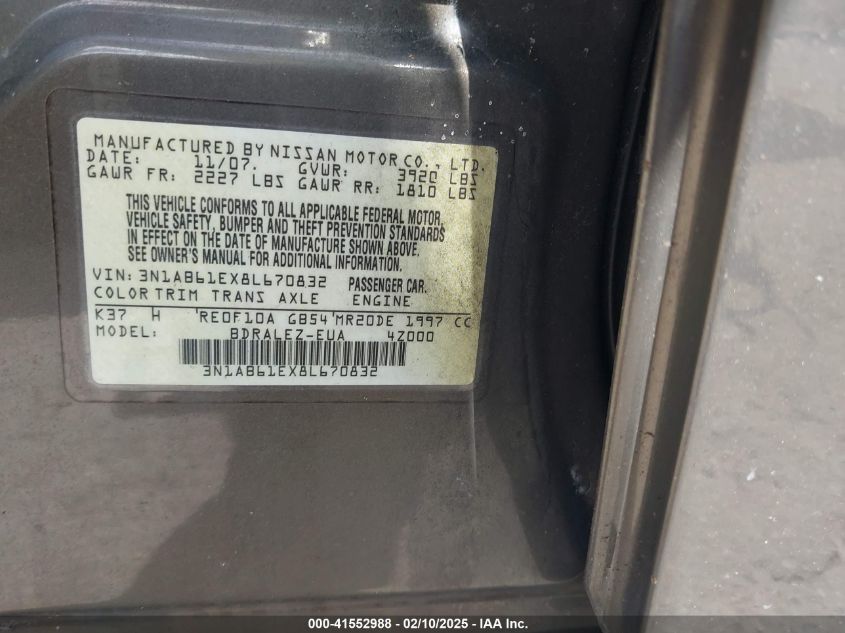 MANUFACTURED BY NISSAN MOTOR CO., LTD.
DATE: 11/07. GVWR: 3920 LBS
GAWR FR: 2227 LBS GAWR RR: 1810 LBS
THIS VEHICLE CONFORMS TO ALL APPLICABLE FEDERAL MOTOR
VEHICLE SAFETY, BUMPER AND THEFT PREVENTION STANDARDS
IN EFFECT ON THE DATE OF MANUFACTURE SHOWN ABOVE.
SEE OWNER'S MANUAL FOR ADDITIONAL INFORMATION.
VIN: 3N1AB61EX8L670832 PASSENGER CAR.
COLOR TRIM TRANS AXLE ENGINE
K37 H 'RE0F10A GB54'MR20DE 1997 CC
MODEL: BDRALEZ-EUA 4Z000
3N1AB61EX8L670832
000-41552988 - 02/10/2025 - IAA Inc.